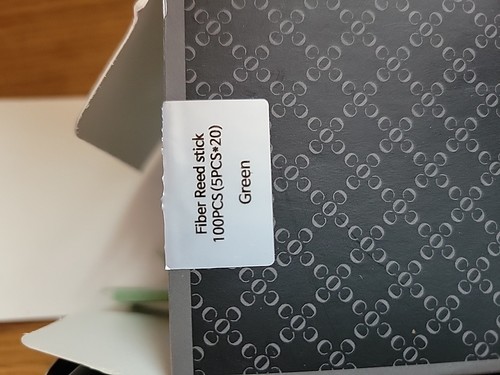 Fiber Reed stick
100PCS(5PCS*20)
Green